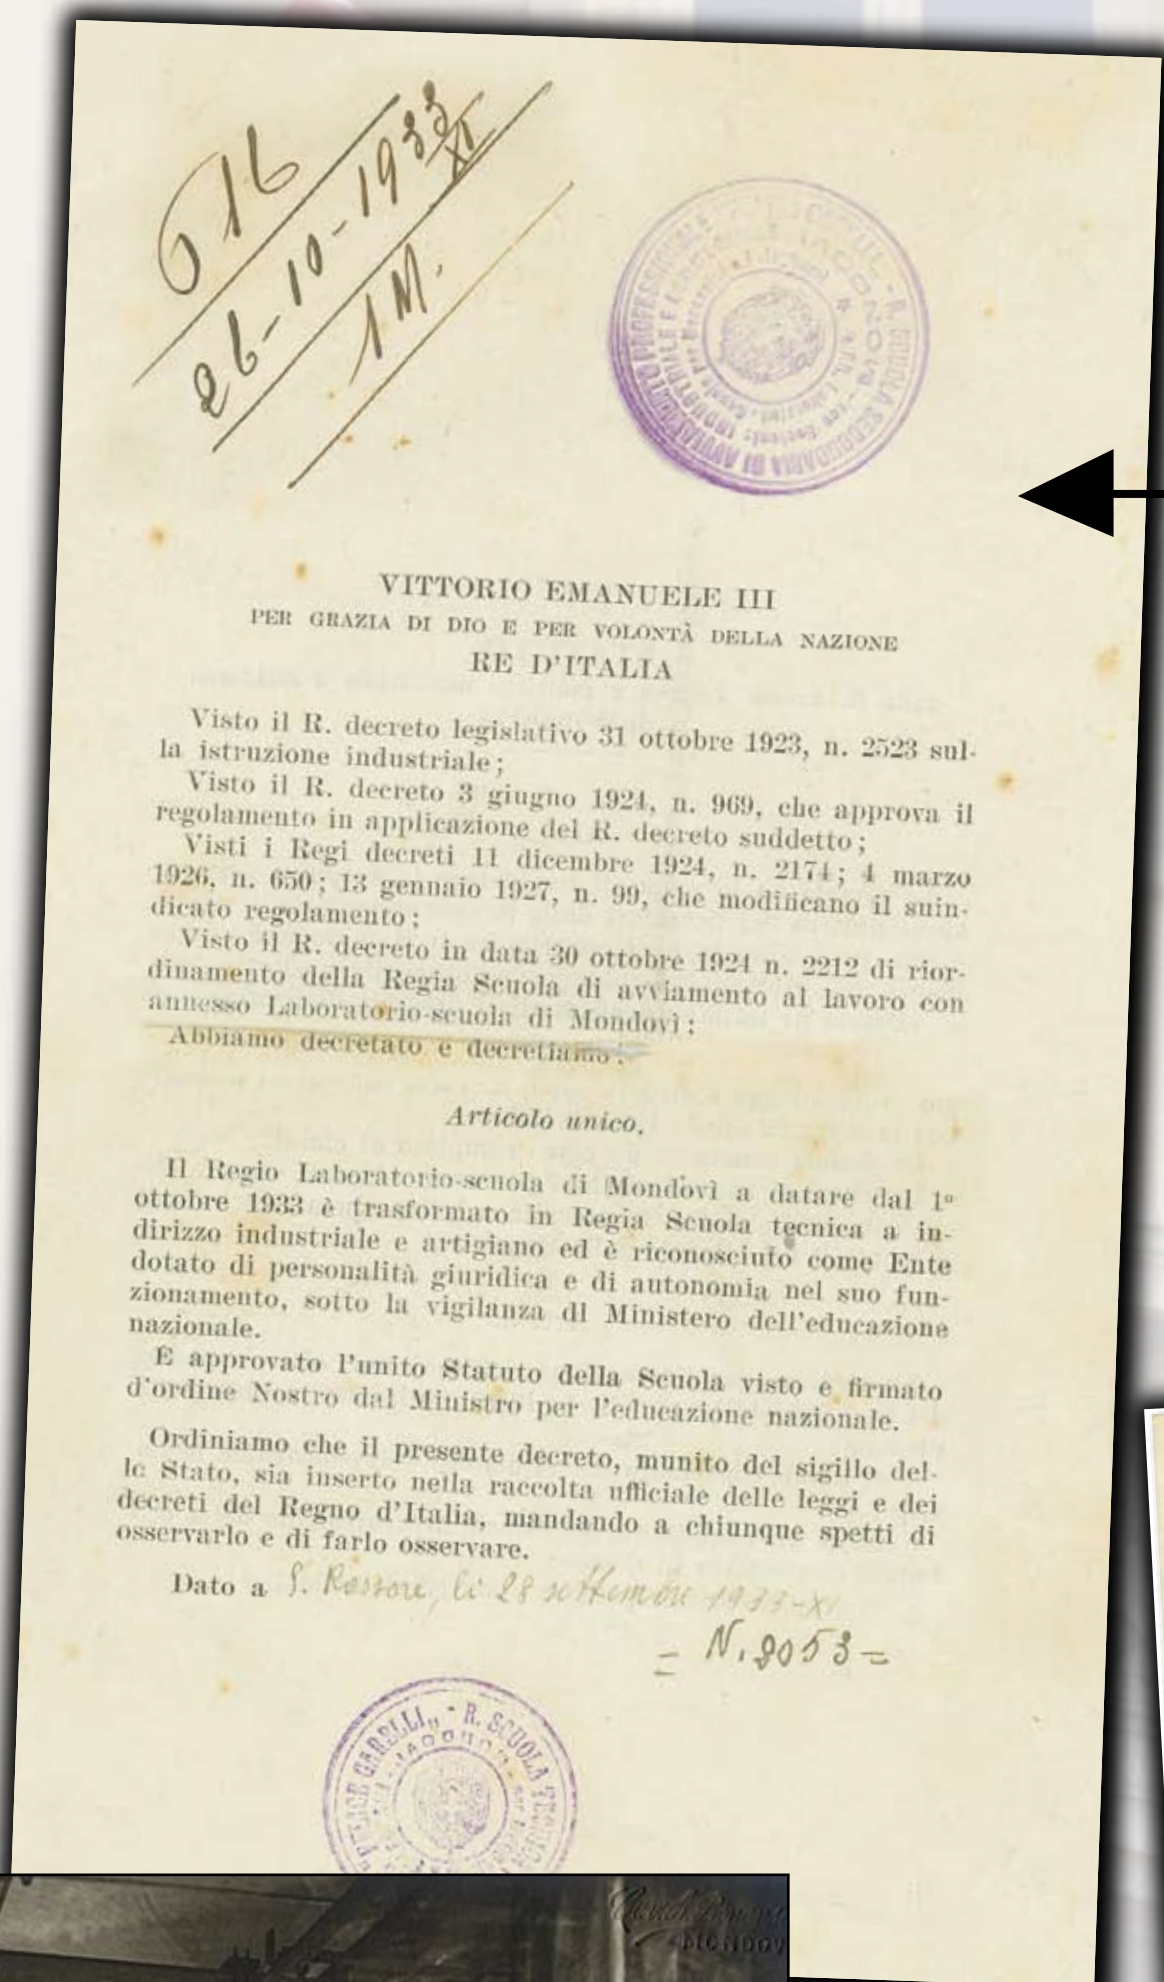 616
26-10-1933
XI
1 M.
VITTORIO EMANUELE III
PER GRAZIA DI DIO E PER VOLONTÀ DELLA NAZIONE
RE D'ITALIA
Visto il R. decreto legislativo 31 ottobre 1923, n. 2523 sul-
la istruzione industriale;
Visto il R. decreto 3 giugno 1924, n. 969, che approva il
regolamento in applicazione del R. decreto suddetto;
Visti i Regi decreti 11 dicembre 1924, n. 2174; 4 marzo
1926, n. 650; 13 gennaio 1927, n. 99, che modificano il suin-
dicato regolamento;
Visto il R. decreto in data 30 ottobre 1924 n. 2212 di rior-
dinamento della Regia Scuola di avviamento al lavoro con
annesso Laboratorio-scuola di Mondovì;
Abbiamo decretato e decretiamo:
Articolo unico.
Il Regio Laboratorio-scuola di Mondovì a datare dal 1º
ottobre 1933 è trasformato in Regia Scuola tecnica a in-
dirizzo industriale e artigiano ed è riconosciuto come Ente
dotato di personalità giuridica e di autonomia nel suo fun-
zionamento, sotto la vigilanza di Ministero dell'educazione
nazionale.
È approvato l'unito Statuto della Scuola visto e firmato
d'ordine Nostro dal Ministro per l'educazione nazionale.
Ordiniamo che il presente decreto, munito del sigillo del-
lo Stato, sia inserto nella raccolta ufficiale delle leggi e dei
decreti del Regno d'Italia, mandando a chiunque spetti di
osservarlo e di farlo osservare.
Dato a S. Rossore, li 28 settembre 1933-XI
= N. 2053 =
GARELLI" - R. SCUOLA
MONDOV